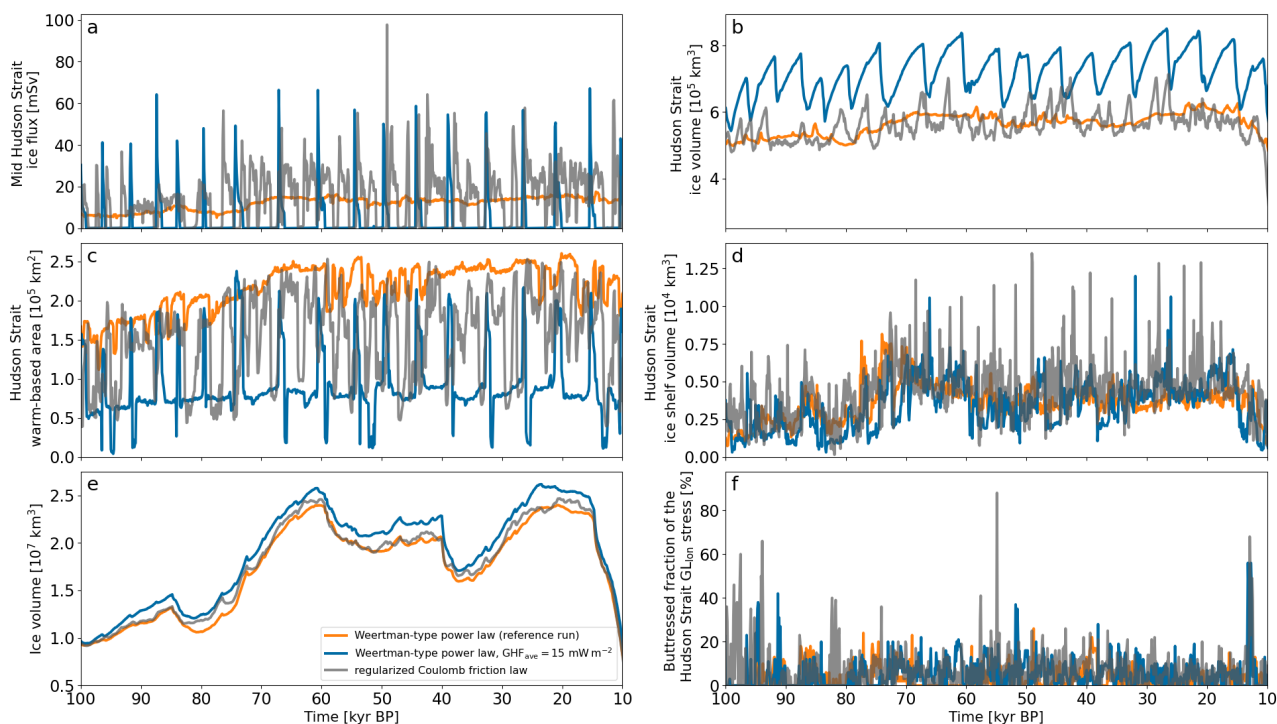 a
Mid Hudson Strait
ice flux [mSv]
100
80
60
40
20
0
b
Hudson Strait
ice volume [10⁵ km³]
8
6
4
c
Hudson Strait
warm-based area [10⁵ km²]
2.5
2.0
1.5
1.0
0.5
0.0
d
Hudson Strait
ice shelf volume [10⁴ km³]
1.25
1.00
0.75
0.50
0.25
0.00
e
Ice volume [10⁷ km³]
2.5
2.0
1.5
1.0
0.5
Weertman-type power law (reference run)
Weertman-type power law, GHF_ave = 15 mW m⁻²
regularized Coulomb friction law
100 90 80 70 60 50 40 30 20 10
Time [kyr BP]
f
Buttressed fraction of the
Hudson Strait GL_lon stress [%]
80
60
40
20
0
100 90 80 70 60 50 40 30 20 10
Time [kyr BP]